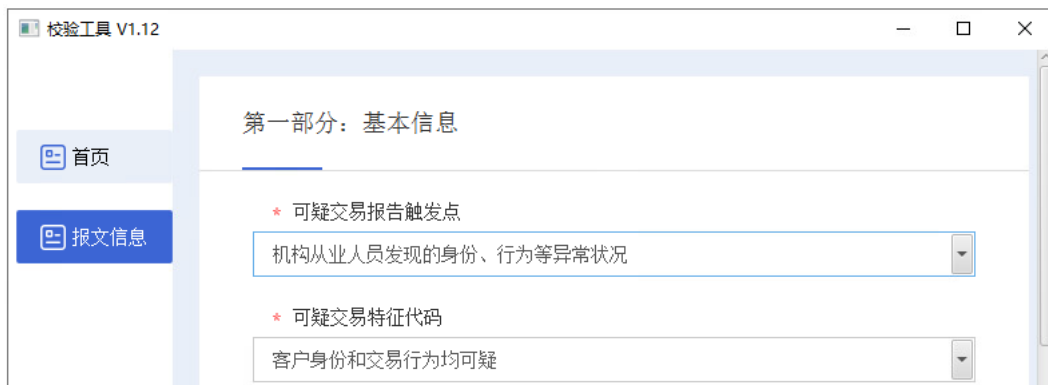 校验工具 V1.12
第一部分：基本信息
首页
* 可疑交易报告触发点
报文信息
机构从业人员发现的身份、行为等异常状况
* 可疑交易特征代码
客户身份和交易行为均可疑